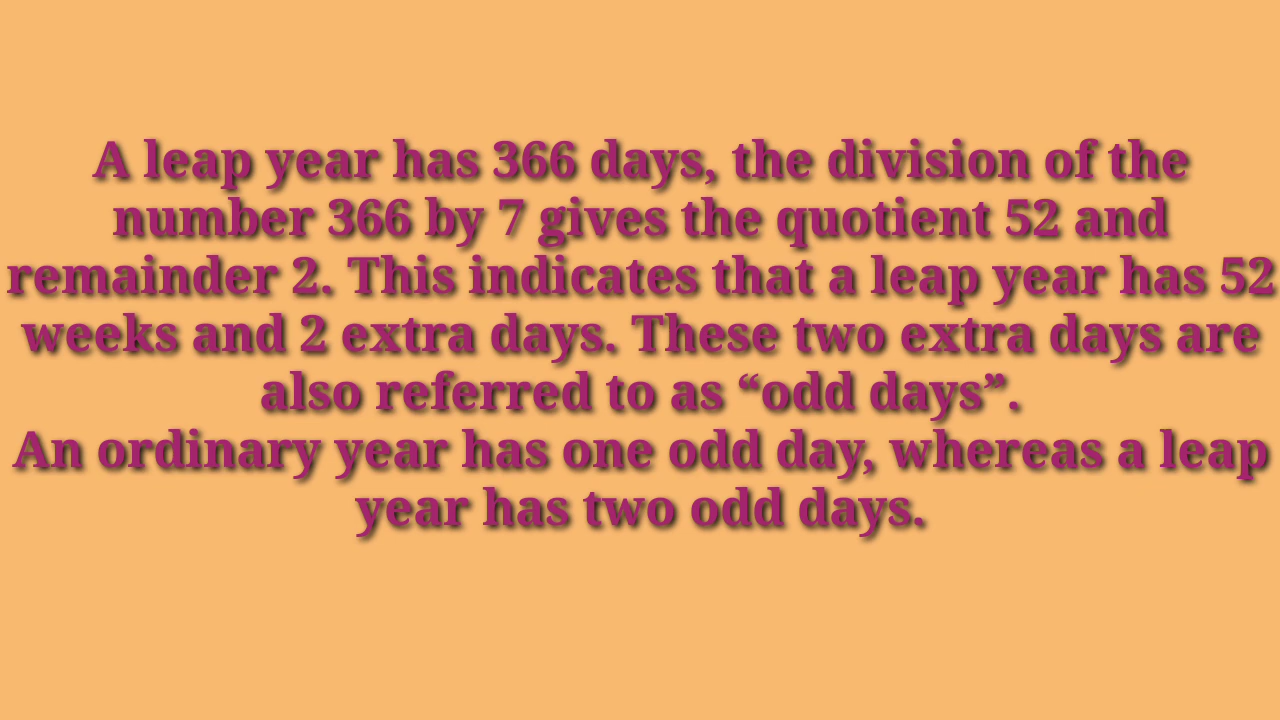 A leap year has 366 days, the division of the
number 366 by 7 gives the quotient 52 and
remainder 2. This indicates that a leap year has 52
weeks and 2 extra days. These two extra days are
also referred to as “odd days”.
An ordinary year has one odd day, whereas a leap
year has two odd days.